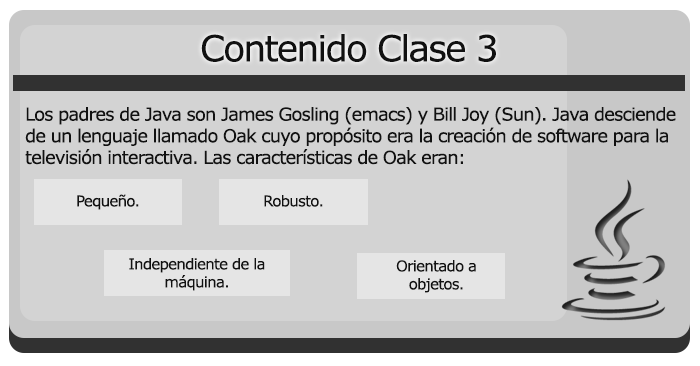 Contenido Clase 3
Los padres de Java son James Gosling (emacs) y Bill Joy (Sun). Java desciende
de un lenguaje llamado Oak cuyo propósito era la creación de software para la
televisión interactiva. Las características de Oak eran:
Pequeño.
Robusto.
Independiente de la
máquina.
Orientado a
objetos.